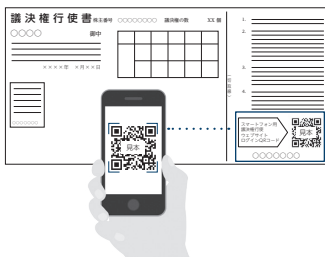 議決権行使書 株主番号 ○○○○○○○○ 議決権の数 XX 個
○○○○ 御中
××××年 ×月××日
○○○○○○○
1.
2.
3.
4.
見本
スマートフォン用
議決権行使
ウェブサイト
ログインQRコード
見本
○○○○○○○